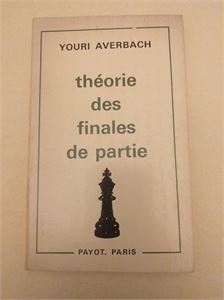 YOURI AVERBACH
théorie
des
finales
de partie
PAYOT, PARIS